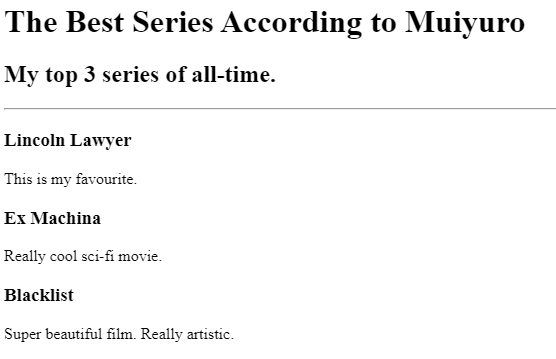 The Best Series According to Muiyuro
My top 3 series of all-time.
Lincoln Lawyer
This is my favourite.
Ex Machina
Really cool sci-fi movie.
Blacklist
Super beautiful film. Really artistic.